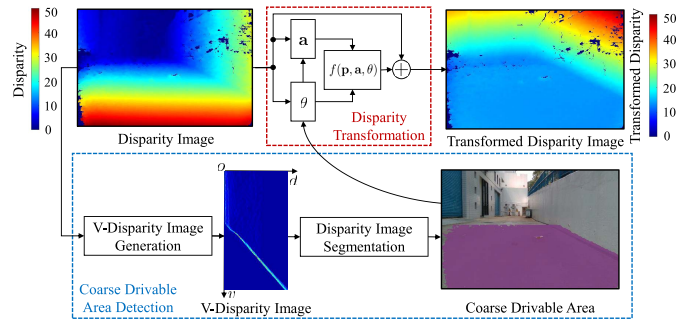 50
40
30
20
10
0
Disparity
Disparity Image
a
θ
f(p, a, θ)
+
Disparity
Transformation
Transformed Disparity Image
Transformed Disparity
50
40
30
20
10
0
V-Disparity Image
Generation
o
d
v
V-Disparity Image
Disparity Image
Segmentation
Coarse Drivable Area
Coarse Drivable
Area Detection